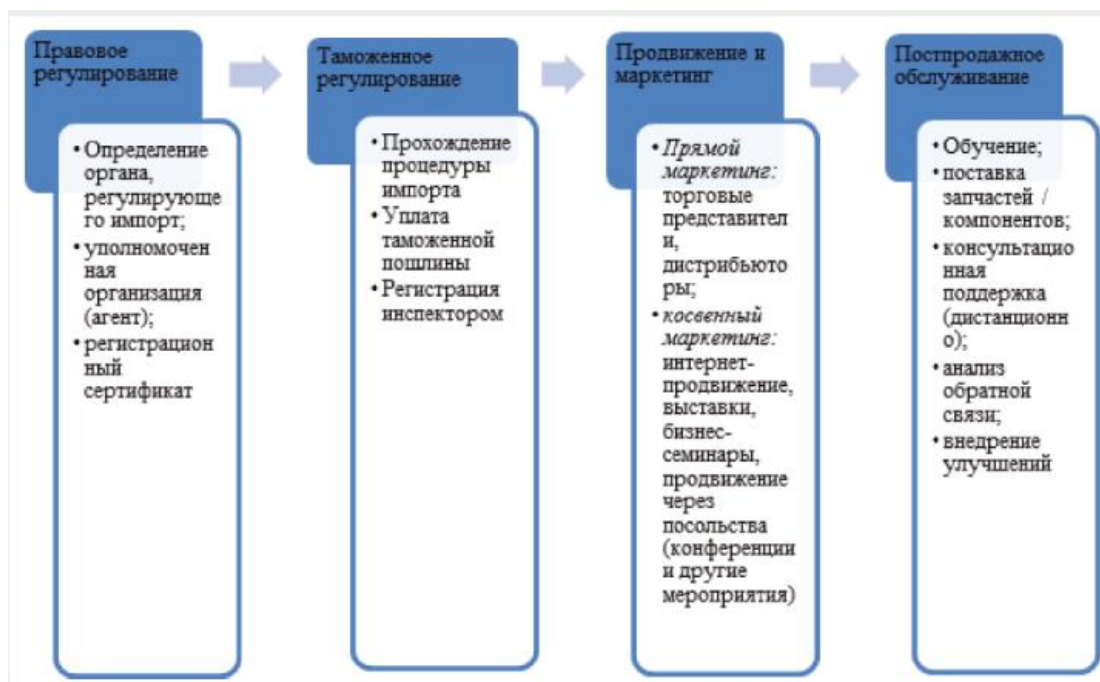 Правовое
регулирование
• Определение
органа,
регулирующе
го импорт;
• уполномочен
ная
организация
(агент);
• регистрацион
ный
сертификат
Таможенное
регулирование
• Прохождение
процедуры
импорта
• Уплата
таможенной
пошлины
• Регистрация
инспектором
Продвижение и
маркетинг
• Прямой
маркетинг:
торговые
представител
и,
дистрибьюто
ры;
• косвенный
маркетинг:
интернет-
продвижение,
выставки,
бизнес-
семинары,
продвижение
через
посольства
(конференции
и другие
мероприятия)
Постпродажное
обслуживание
• Обучение;
• поставка
запчастей /
компонентов;
• консультацио
нная
поддержка
(дистанционн
о);
• анализ
обратной
связи;
• внедрение
улучшений